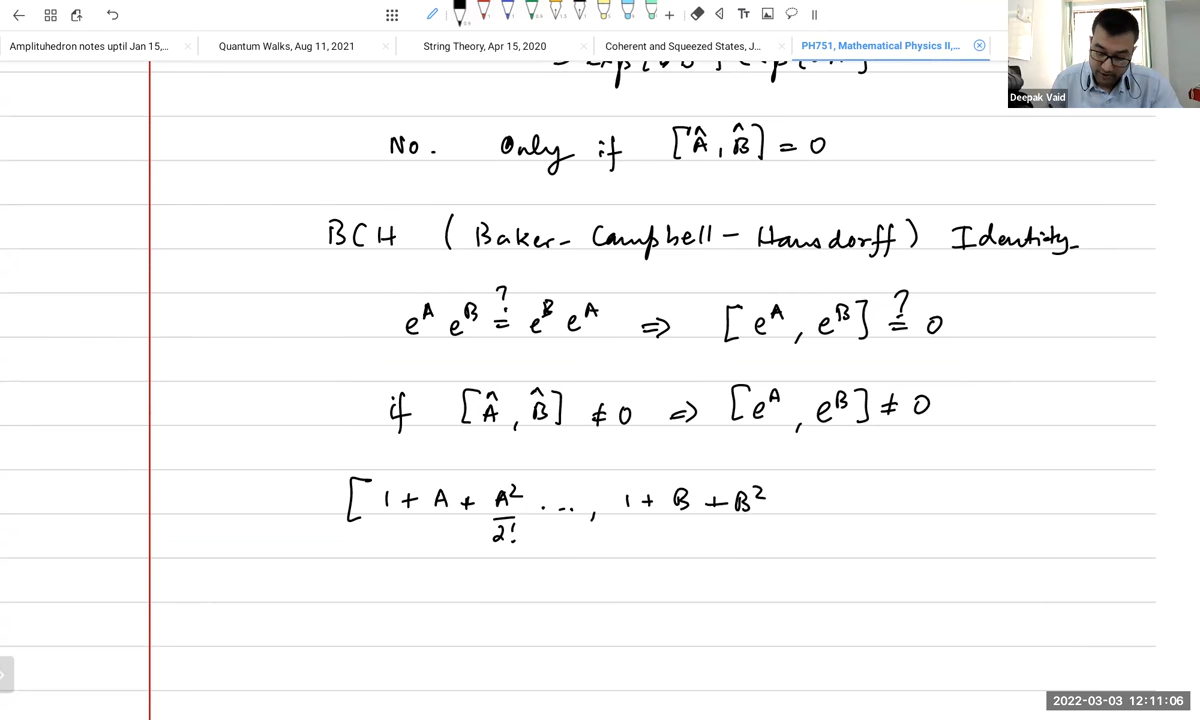 Tт
Amplituhedron notes uptil Jan 15,... × Quantum Walks, Aug 11, 2021 × String Theory, Apr 15, 2020 × Coherent and Squeezed States, J... × PH751, Mathematical Physics II,...
Deepak Vaid
No. Only if [Â, B̂] = 0
BCH (Baker-Campbell-Hausdorff) Identity
e^A e^B ?= e^B e^A ⇒ [e^A, e^B] ?= 0
if [Â, B̂] ≠ 0 ⇒ [e^A, e^B] ≠ 0
[1 + A + A²/2! ..., 1 + B + B²
2022-03-03 12:11:06